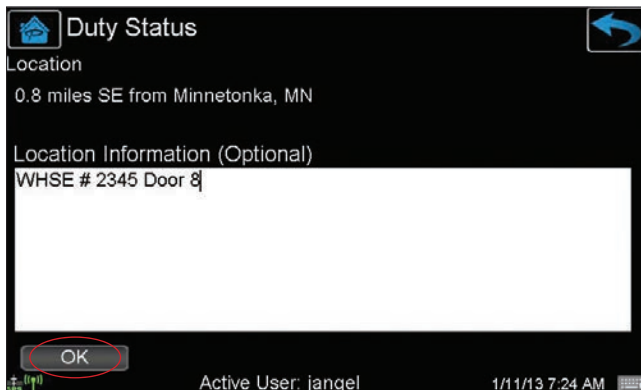 Duty Status
Location
0.8 miles SE from Minnetonka, MN
Location Information (Optional)
WHSE # 2345 Door 8
OK
Active User: jangel
1/11/13 7:24 AM